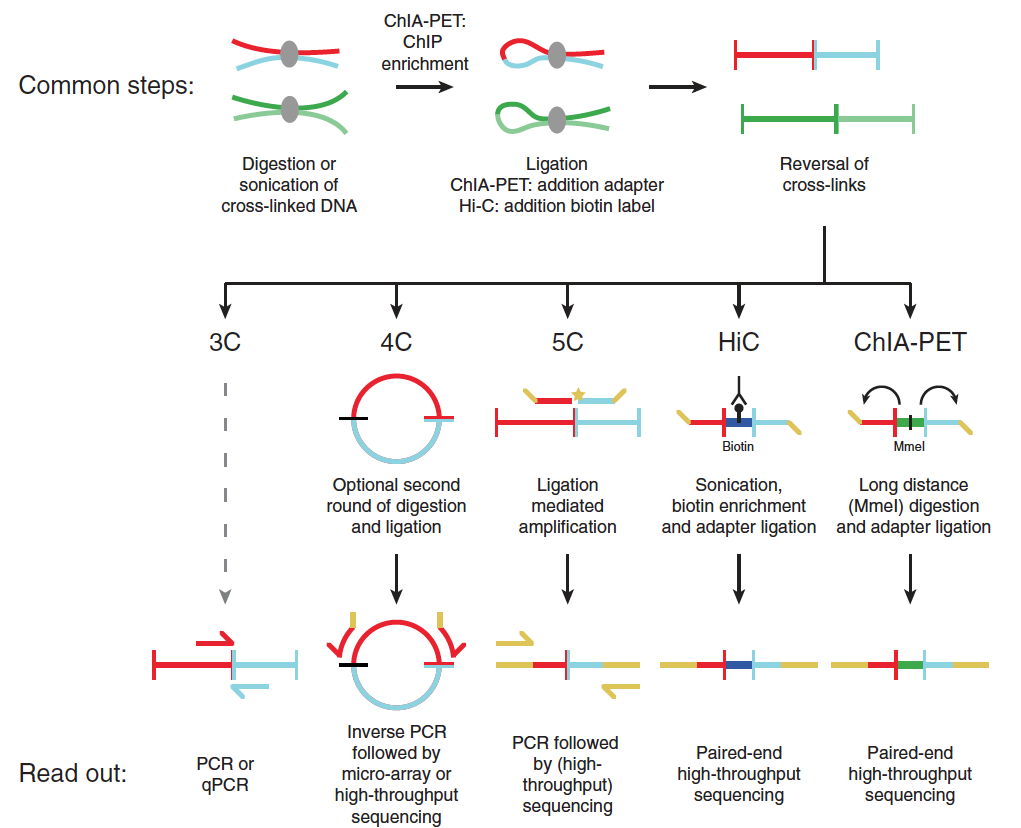 ChIA-PET:
ChIP
enrichment
Common steps:
Digestion or
sonication of
cross-linked DNA
Ligation
ChIA-PET: addition adapter
Hi-C: addition biotin label
Reversal of
cross-links
3C
4C
5C
HiC
ChIA-PET
Biotin
MmeI
Optional second
round of digestion
and ligation
Ligation
mediated
amplification
Sonication,
biotin enrichment
and adapter ligation
Long distance
(MmeI) digestion
and adapter ligation
Read out:
PCR or
qPCR
Inverse PCR
followed by
micro-array or
high-throughput
sequencing
PCR followed
by (high-
throughput)
sequencing
Paired-end
high-throughput
sequencing
Paired-end
high-throughput
sequencing